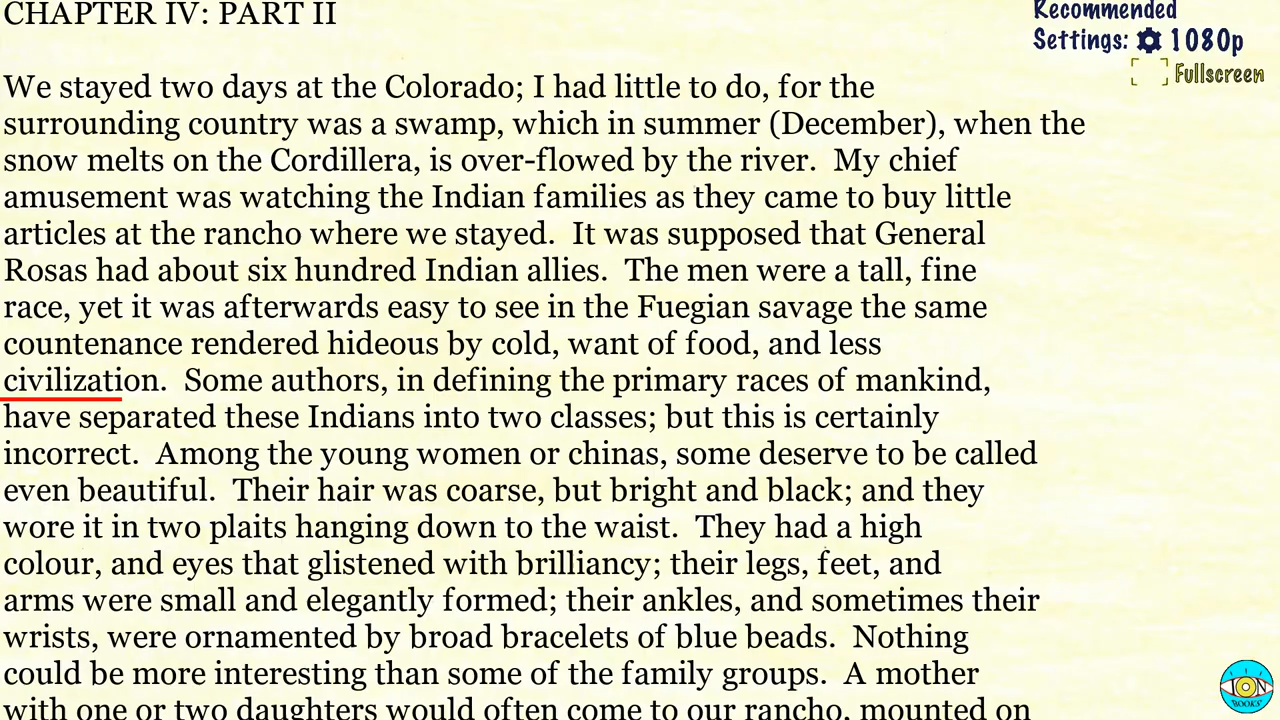 CHAPTER IV: PART II
Recommended
Settings: 1080p
Fullscreen
We stayed two days at the Colorado; I had little to do, for the
surrounding country was a swamp, which in summer (December), when the
snow melts on the Cordillera, is over-flowed by the river.  My chief
amusement was watching the Indian families as they came to buy little
articles at the rancho where we stayed.  It was supposed that General
Rosas had about six hundred Indian allies.  The men were a tall, fine
race, yet it was afterwards easy to see in the Fuegian savage the same
countenance rendered hideous by cold, want of food, and less
civilization.  Some authors, in defining the primary races of mankind,
have separated these Indians into two classes; but this is certainly
incorrect.  Among the young women or chinas, some deserve to be called
even beautiful.  Their hair was coarse, but bright and black; and they
wore it in two plaits hanging down to the waist.  They had a high
colour, and eyes that glistened with brilliancy; their legs, feet, and
arms were small and elegantly formed; their ankles, and sometimes their
wrists, were ornamented by broad bracelets of blue beads.  Nothing
could be more interesting than some of the family groups.  A mother
with one or two daughters would often come to our rancho, mounted on
ION
BOOKS